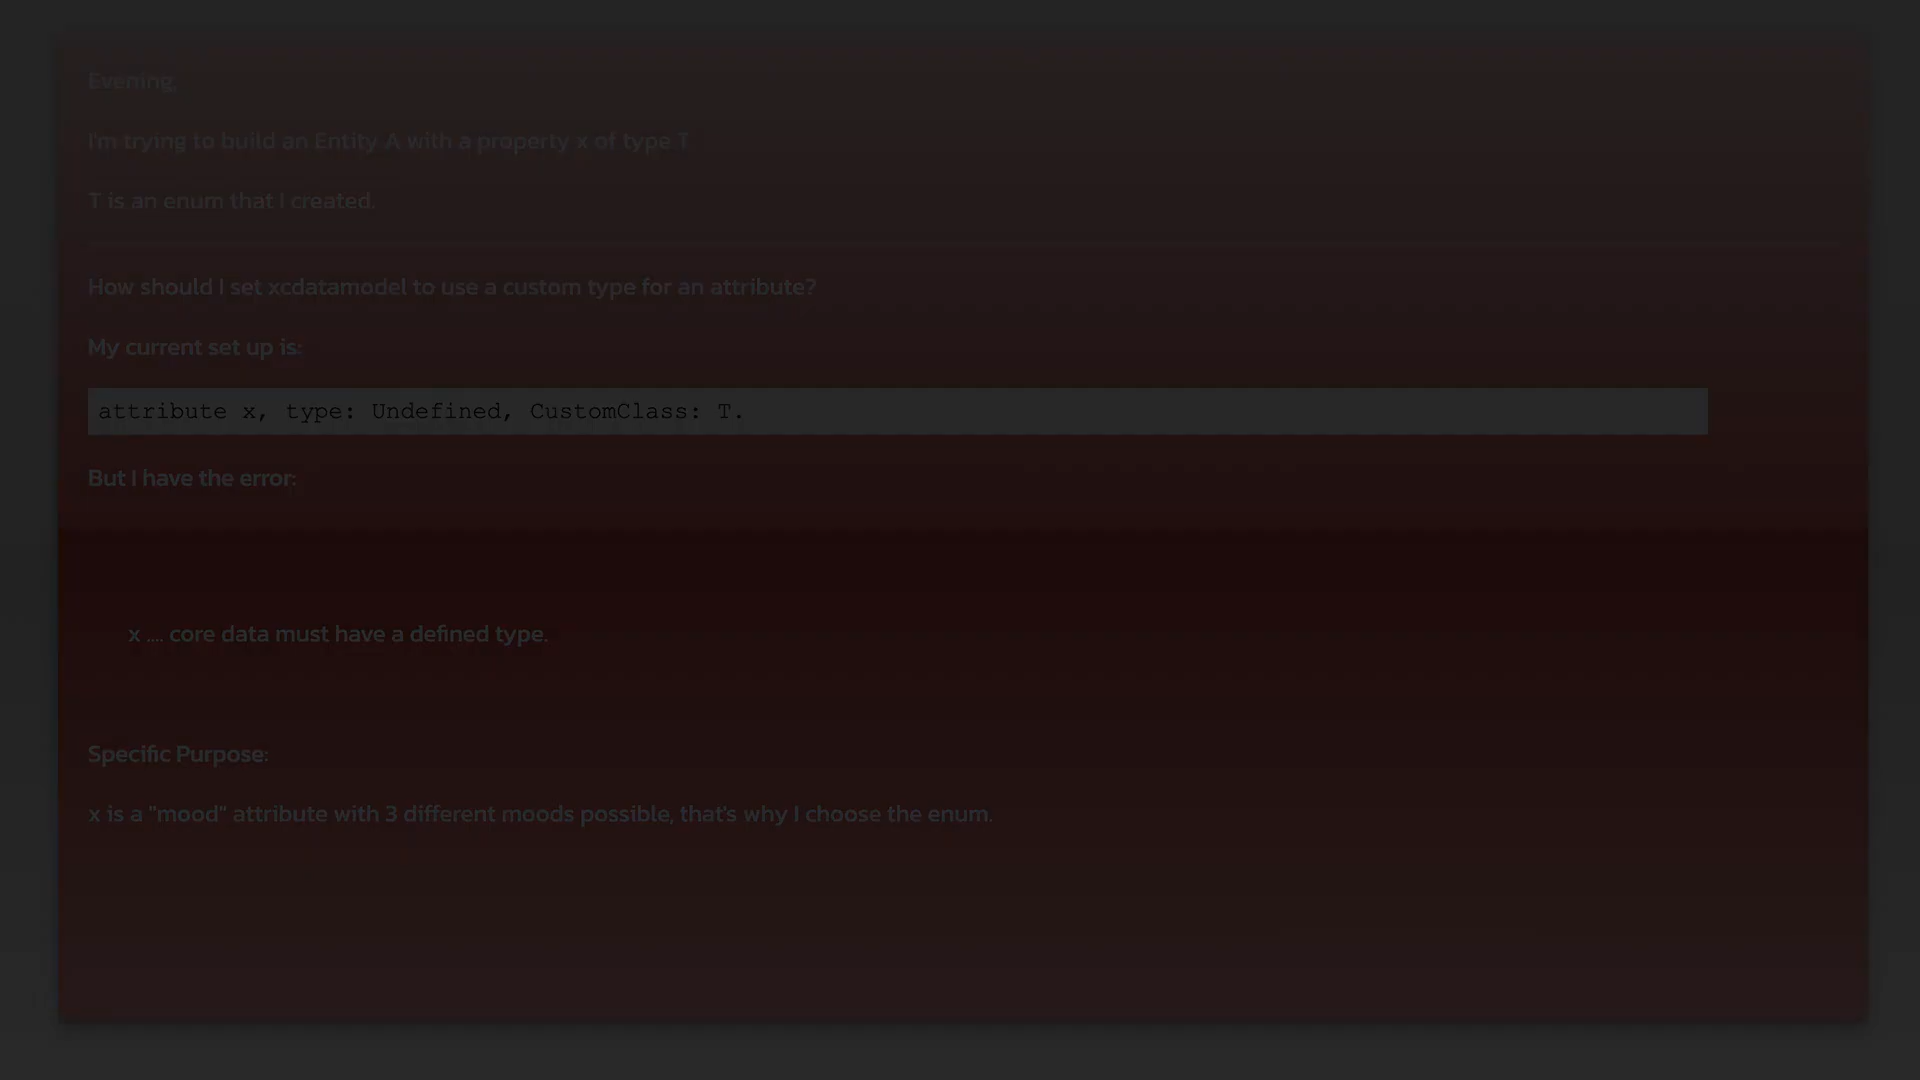 Evening,
I'm trying to build an Entity A with a property x of type T
T is an enum that I created.
How should I set xcdatamodel to use a custom type for an attribute?
My current set up is:
attribute x, type: Undefined, CustomClass: T.
But I have the error:
x .... core data must have a defined type.
Specific Purpose:
x is a "mood" attribute with 3 different moods possible, that's why I choose the enum.